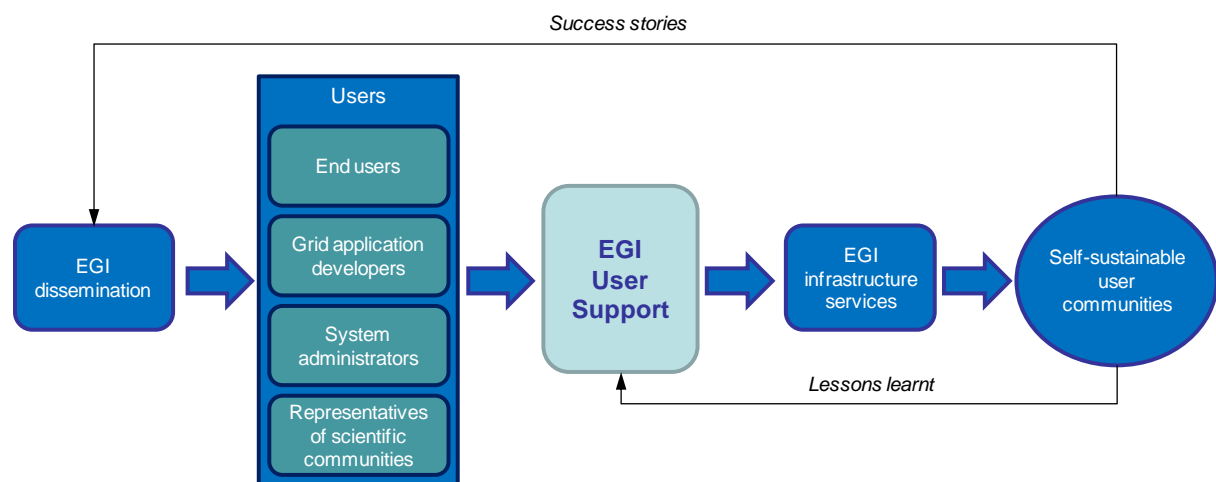 Success stories
Users
End users
Grid application
developers
System
administrators
Representatives
of scientific
communities
EGI
dissemination
EGI
User
Support
EGI
infrastructure
services
Self-sustainable
user
communities
Lessons learnt